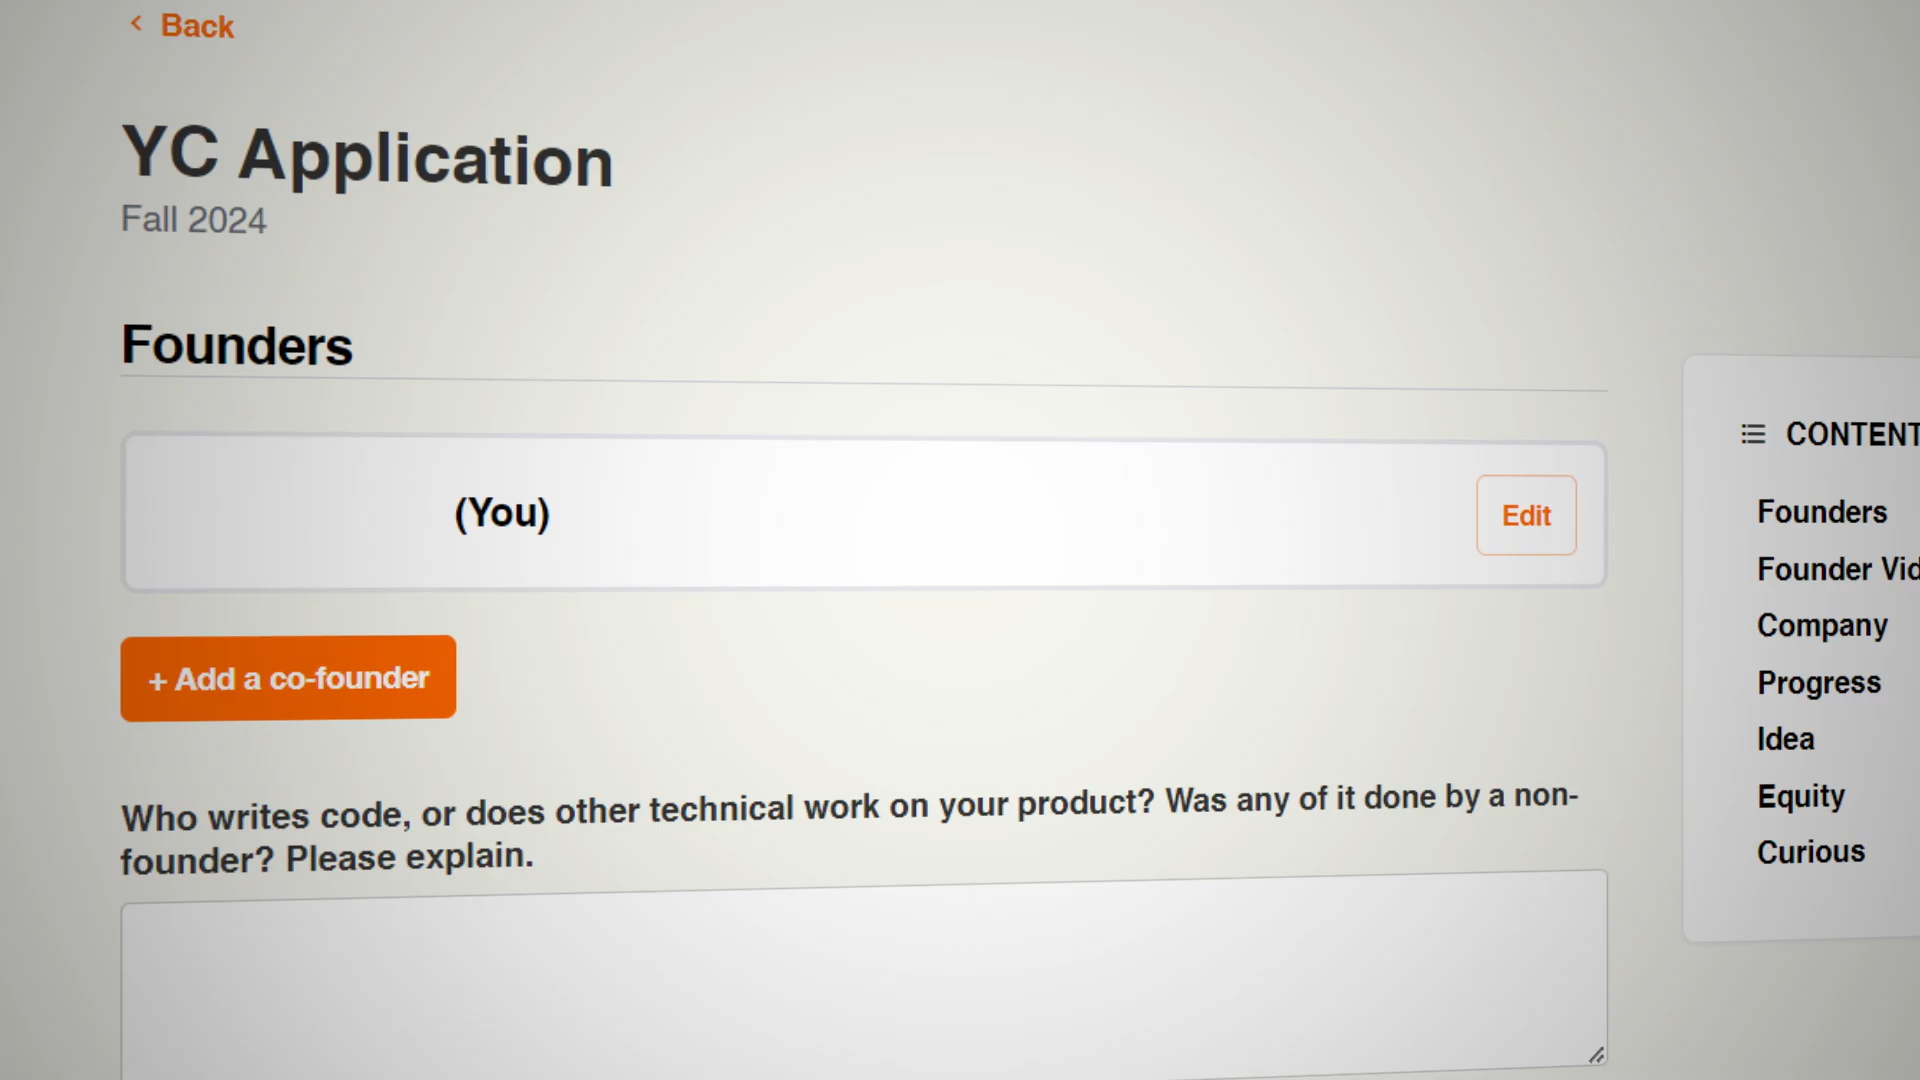 Back
YC Application
Fall 2024
Founders
(You)
Edit
+ Add a co-founder
Who writes code, or does other technical work on your product? Was any of it done by a non-
founder? Please explain.
CONTENT
Founders
Founder Vid
Company
Progress
Idea
Equity
Curious